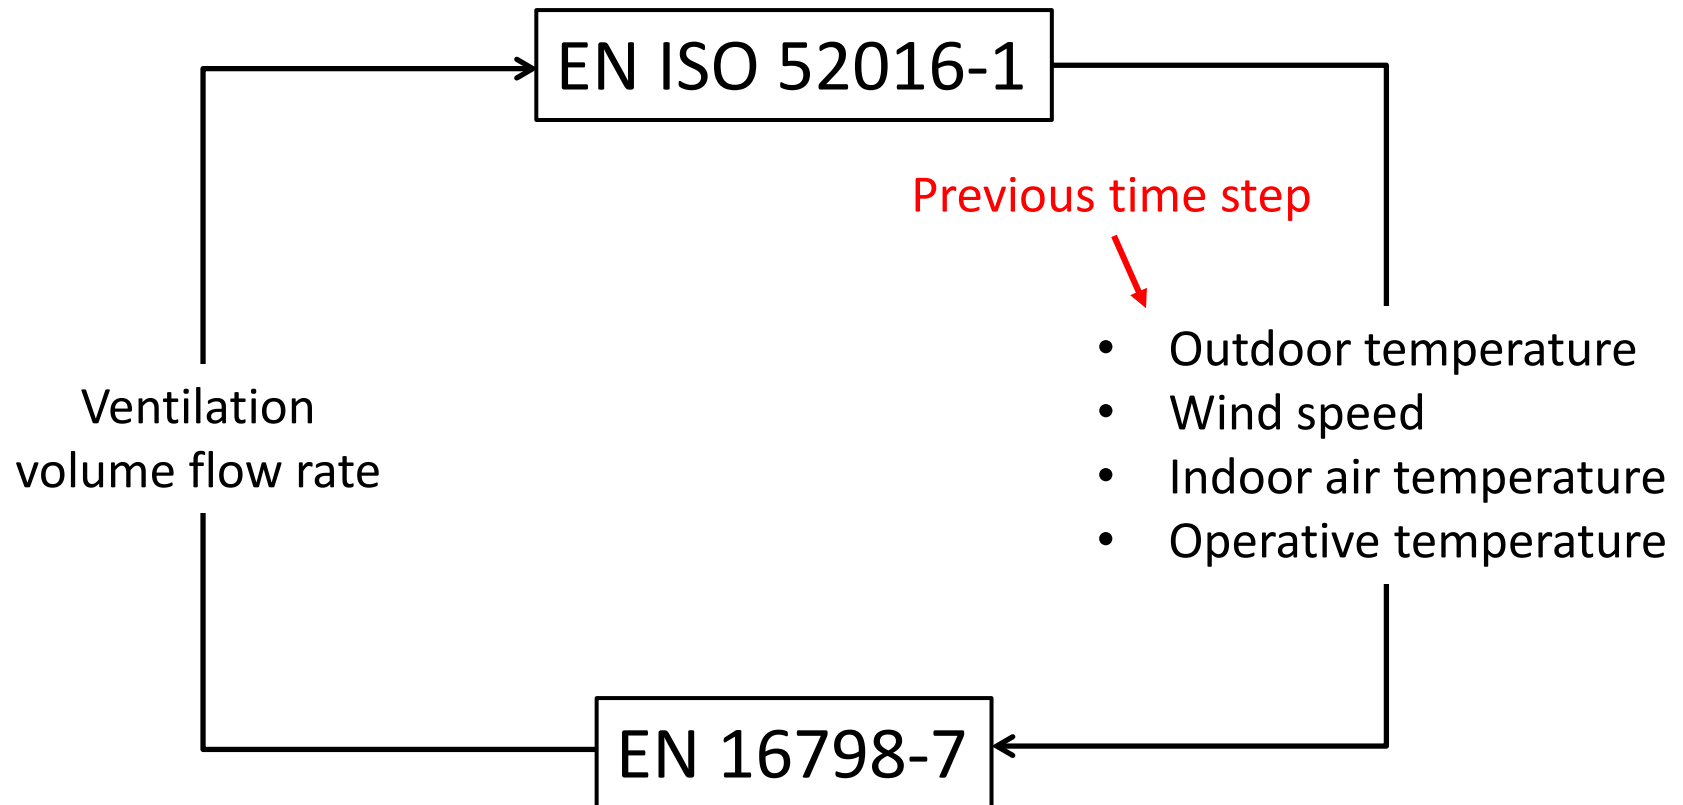 EN ISO 52016-1
Previous time step
• Outdoor temperature
• Wind speed
• Indoor air temperature
• Operative temperature
Ventilation
volume flow rate
EN 16798-7